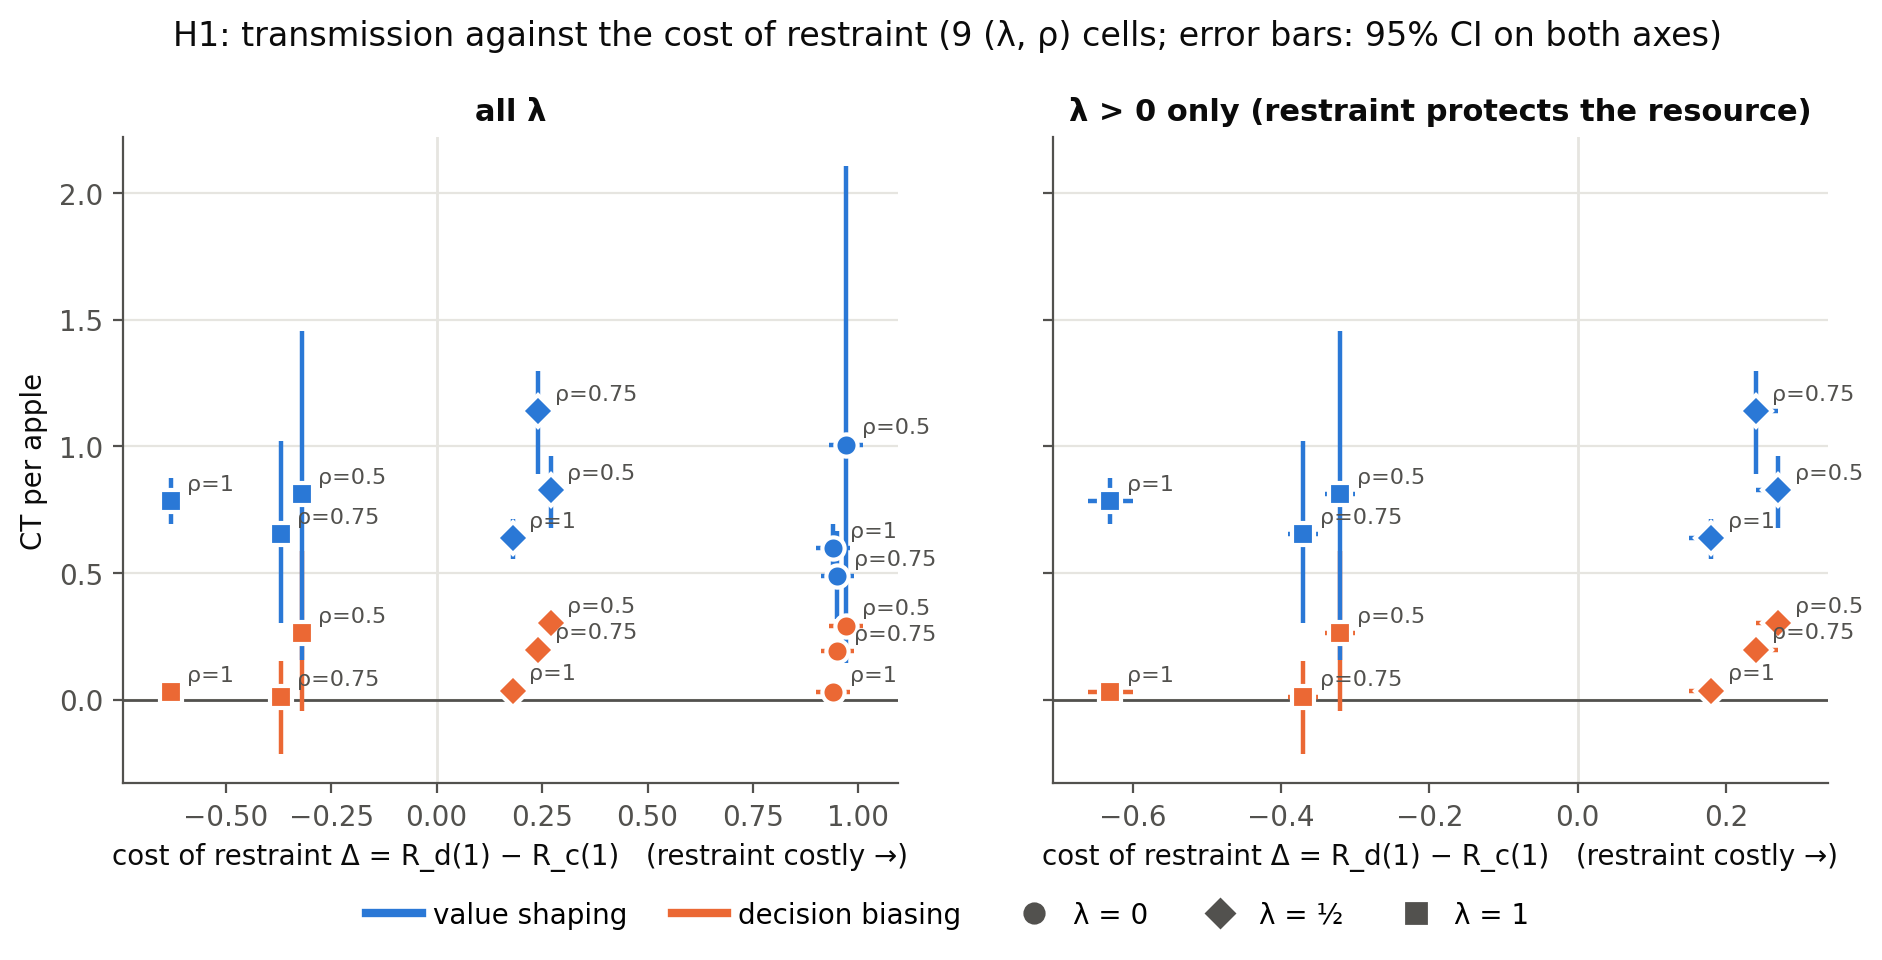 H1: transmission against the cost of restraint (9 (λ, ρ) cells; error bars: 95% CI on both axes)
all λ
CT per apple
2.0
1.5
1.0
0.5
0.0
ρ=1
ρ=0.75
ρ=0.5
ρ=0.75
ρ=0.5
ρ=1
ρ=0.5
ρ=1
ρ=0.75
ρ=1
ρ=0.75
ρ=0.5
ρ=0.5
ρ=0.75
ρ=1
ρ=0.5
ρ=0.75
ρ=1
−0.50 −0.25 0.00 0.25 0.50 0.75 1.00
cost of restraint Δ = R_d(1) − R_c(1) (restraint costly →)
λ > 0 only (restraint protects the resource)
ρ=1
ρ=0.75
ρ=0.5
ρ=0.75
ρ=0.5
ρ=1
ρ=1
ρ=0.75
ρ=0.5
ρ=0.5
ρ=0.75
ρ=1
−0.6 −0.4 −0.2 0.0 0.2
cost of restraint Δ = R_d(1) − R_c(1) (restraint costly →)
value shaping decision biasing λ = 0 λ = ½ λ = 1